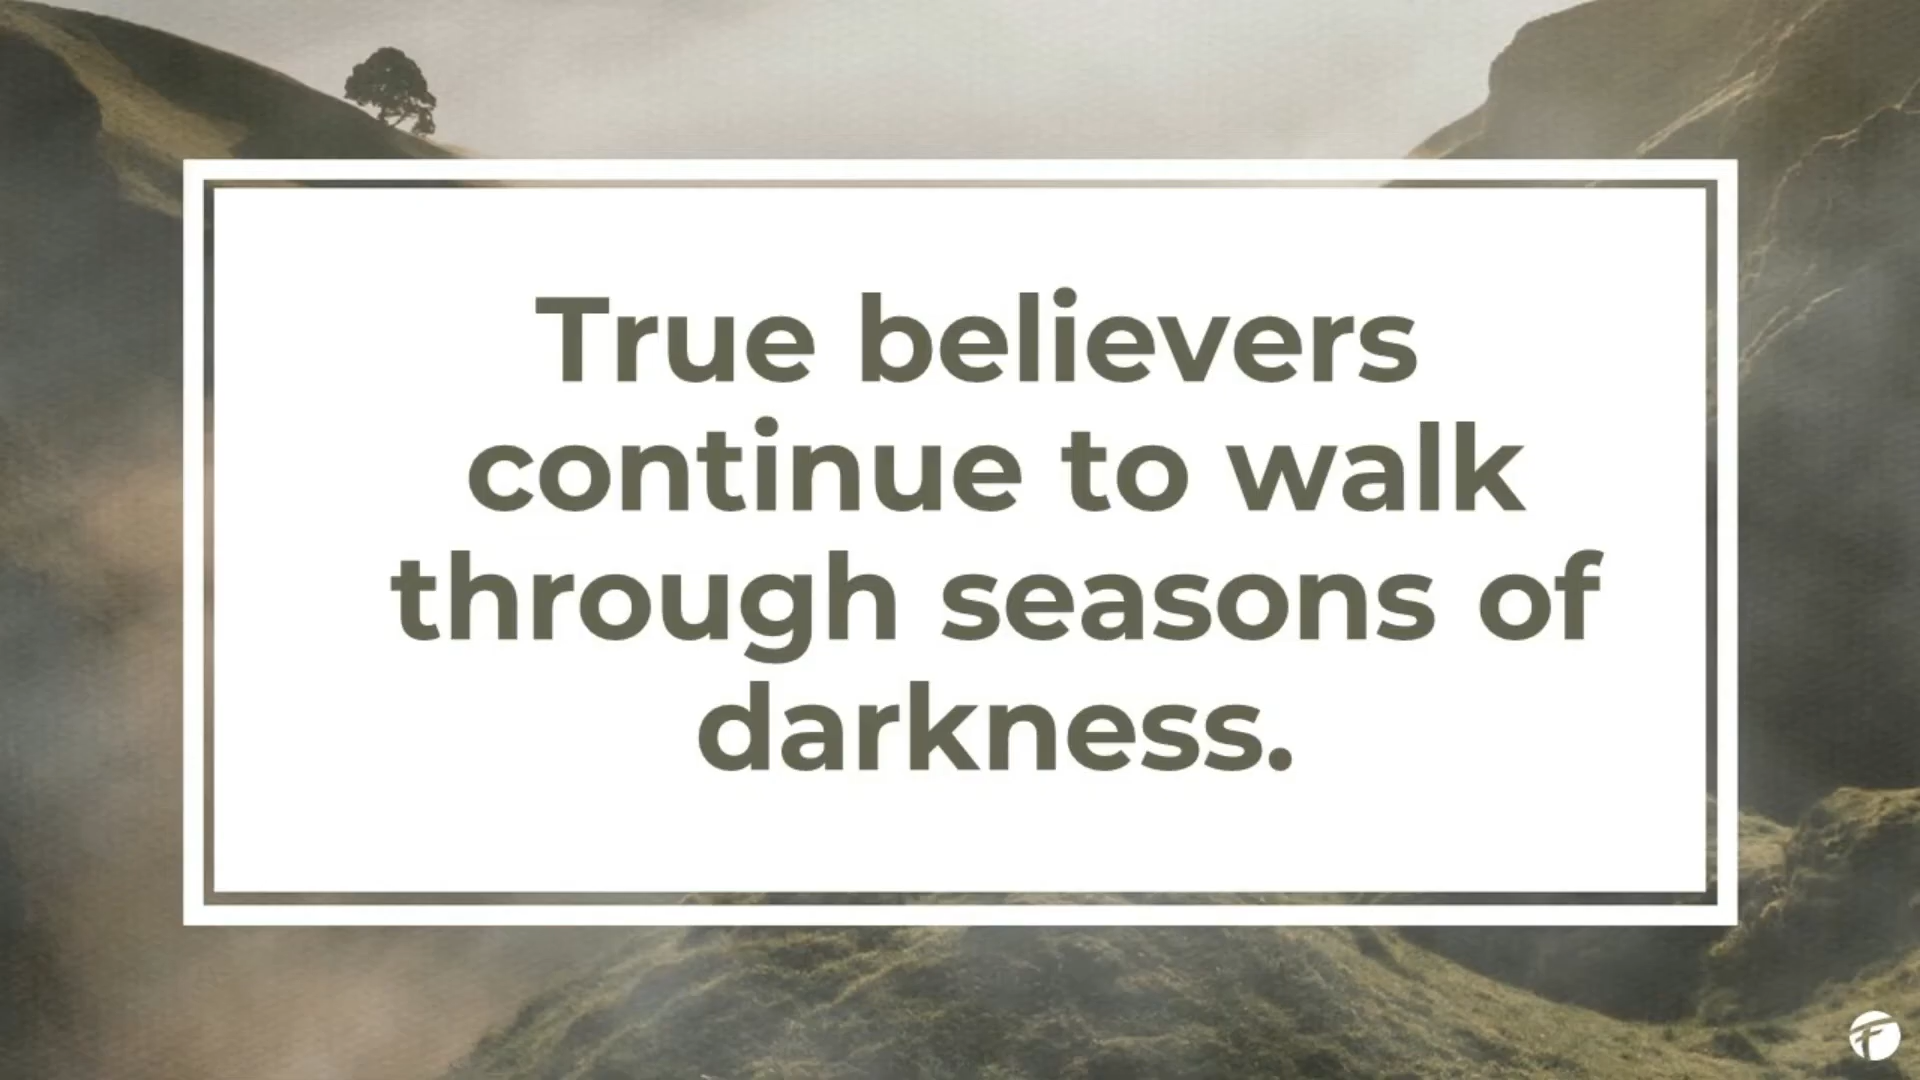 True believers
continue to walk
through seasons of
darkness.